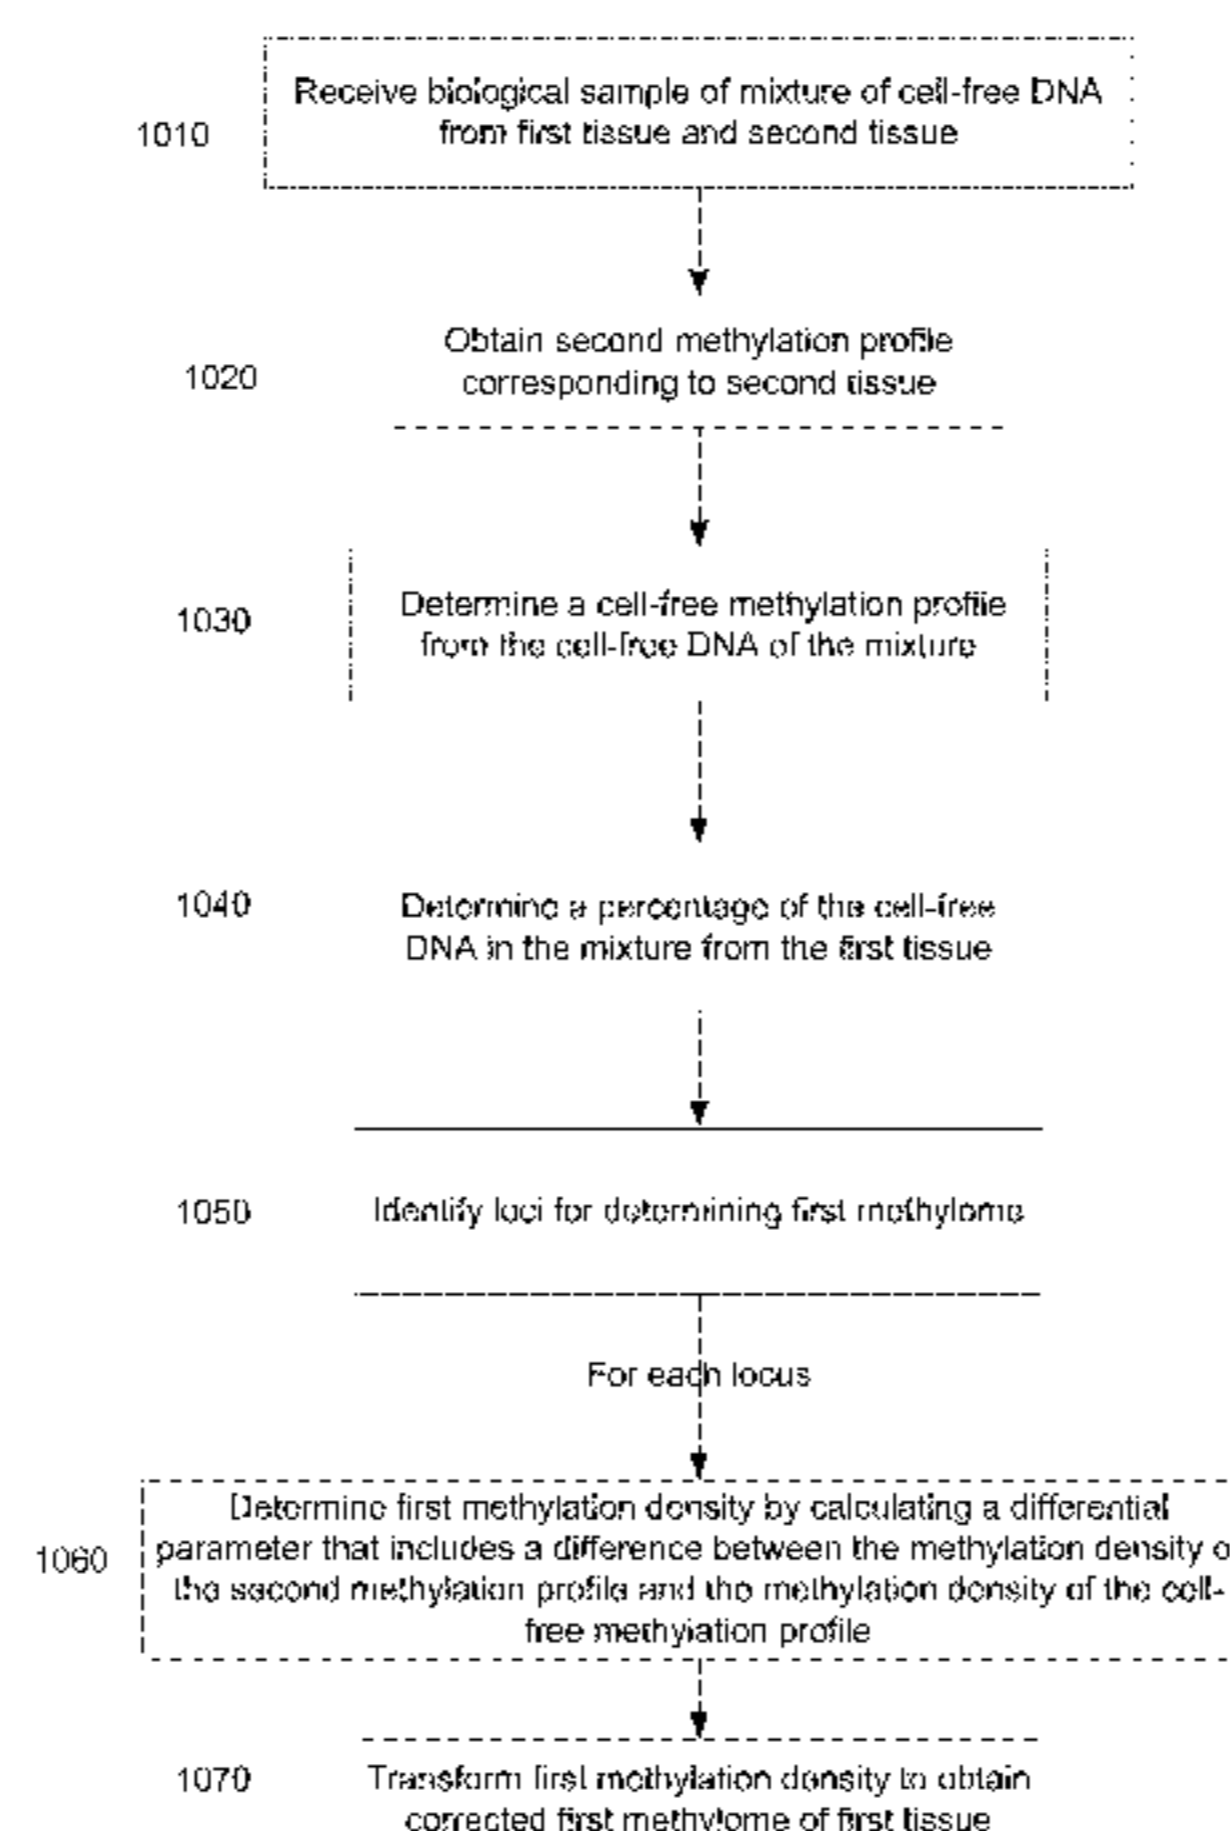 1010
Receive biological sample of mixture of cell-free DNA
from first tissue and second tissue
1020
Obtain second methylation profile
corresponding to second tissue
1030
Determine a cell-free methylation profile
from the cell-free DNA of the mixture
1040
Determine a percentage of the cell-free
DNA in the mixture from the first tissue
1050
Identify loci for determining first methylome
For each locus
1060
Determine first methylation density by calculating a differential
parameter that includes a difference between the methylation density o
the second methylation profile and the methylation density of the cell-
free methylation profile
1070
Transform first methylation density to obtain
corrected first methylome of first tissue